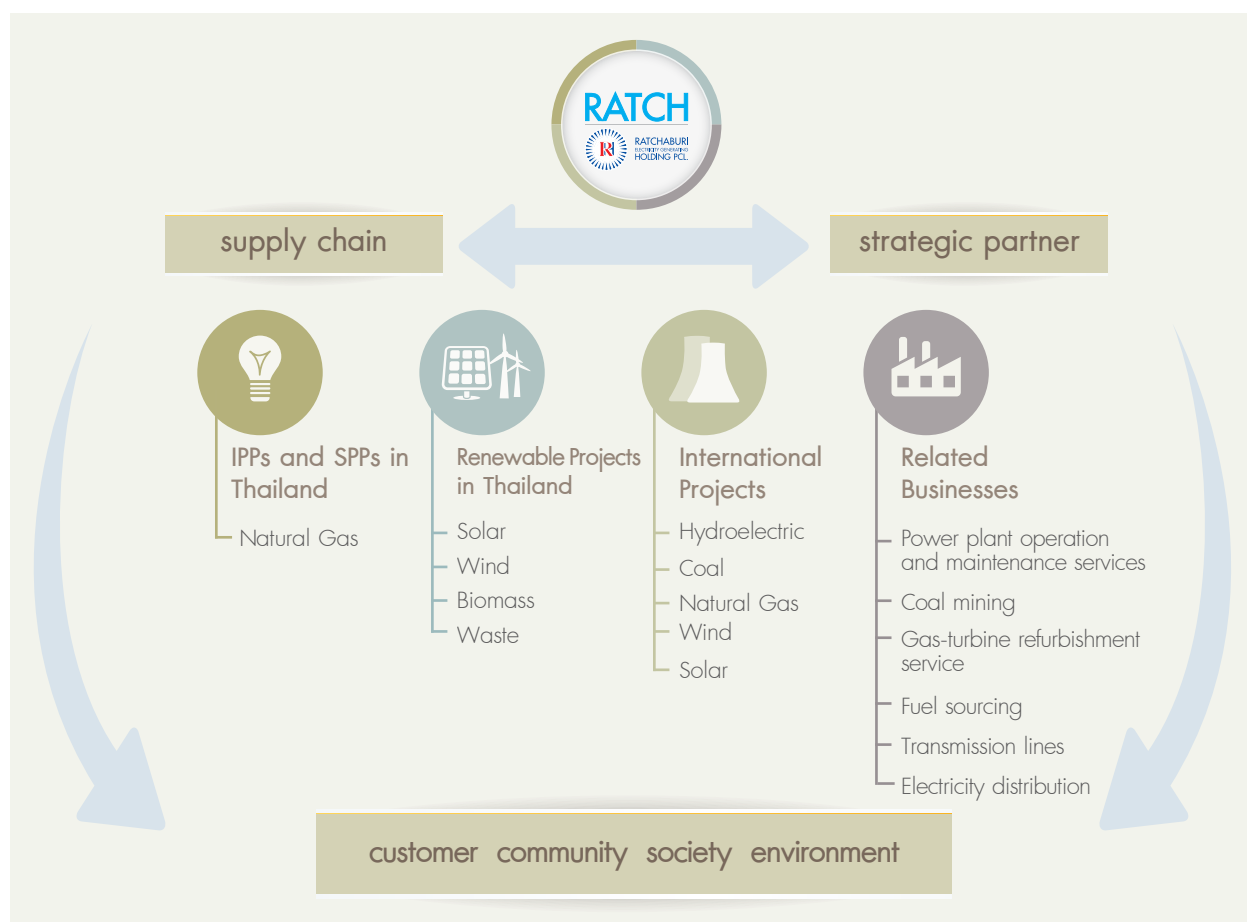 RATCH
RATCHABURI
ELECTRICITY GENERATING
HOLDING PCL.
supply chain
strategic partner
IPPs and SPPs in
Thailand
Natural Gas
Renewable Projects
in Thailand
Solar
Wind
Biomass
Waste
International
Projects
Hydroelectric
Coal
Natural Gas
Wind
Solar
Related
Businesses
Power plant operation
and maintenance services
Coal mining
Gas-turbine refurbishment
service
Fuel sourcing
Transmission lines
Electricity distribution
customer community society environment